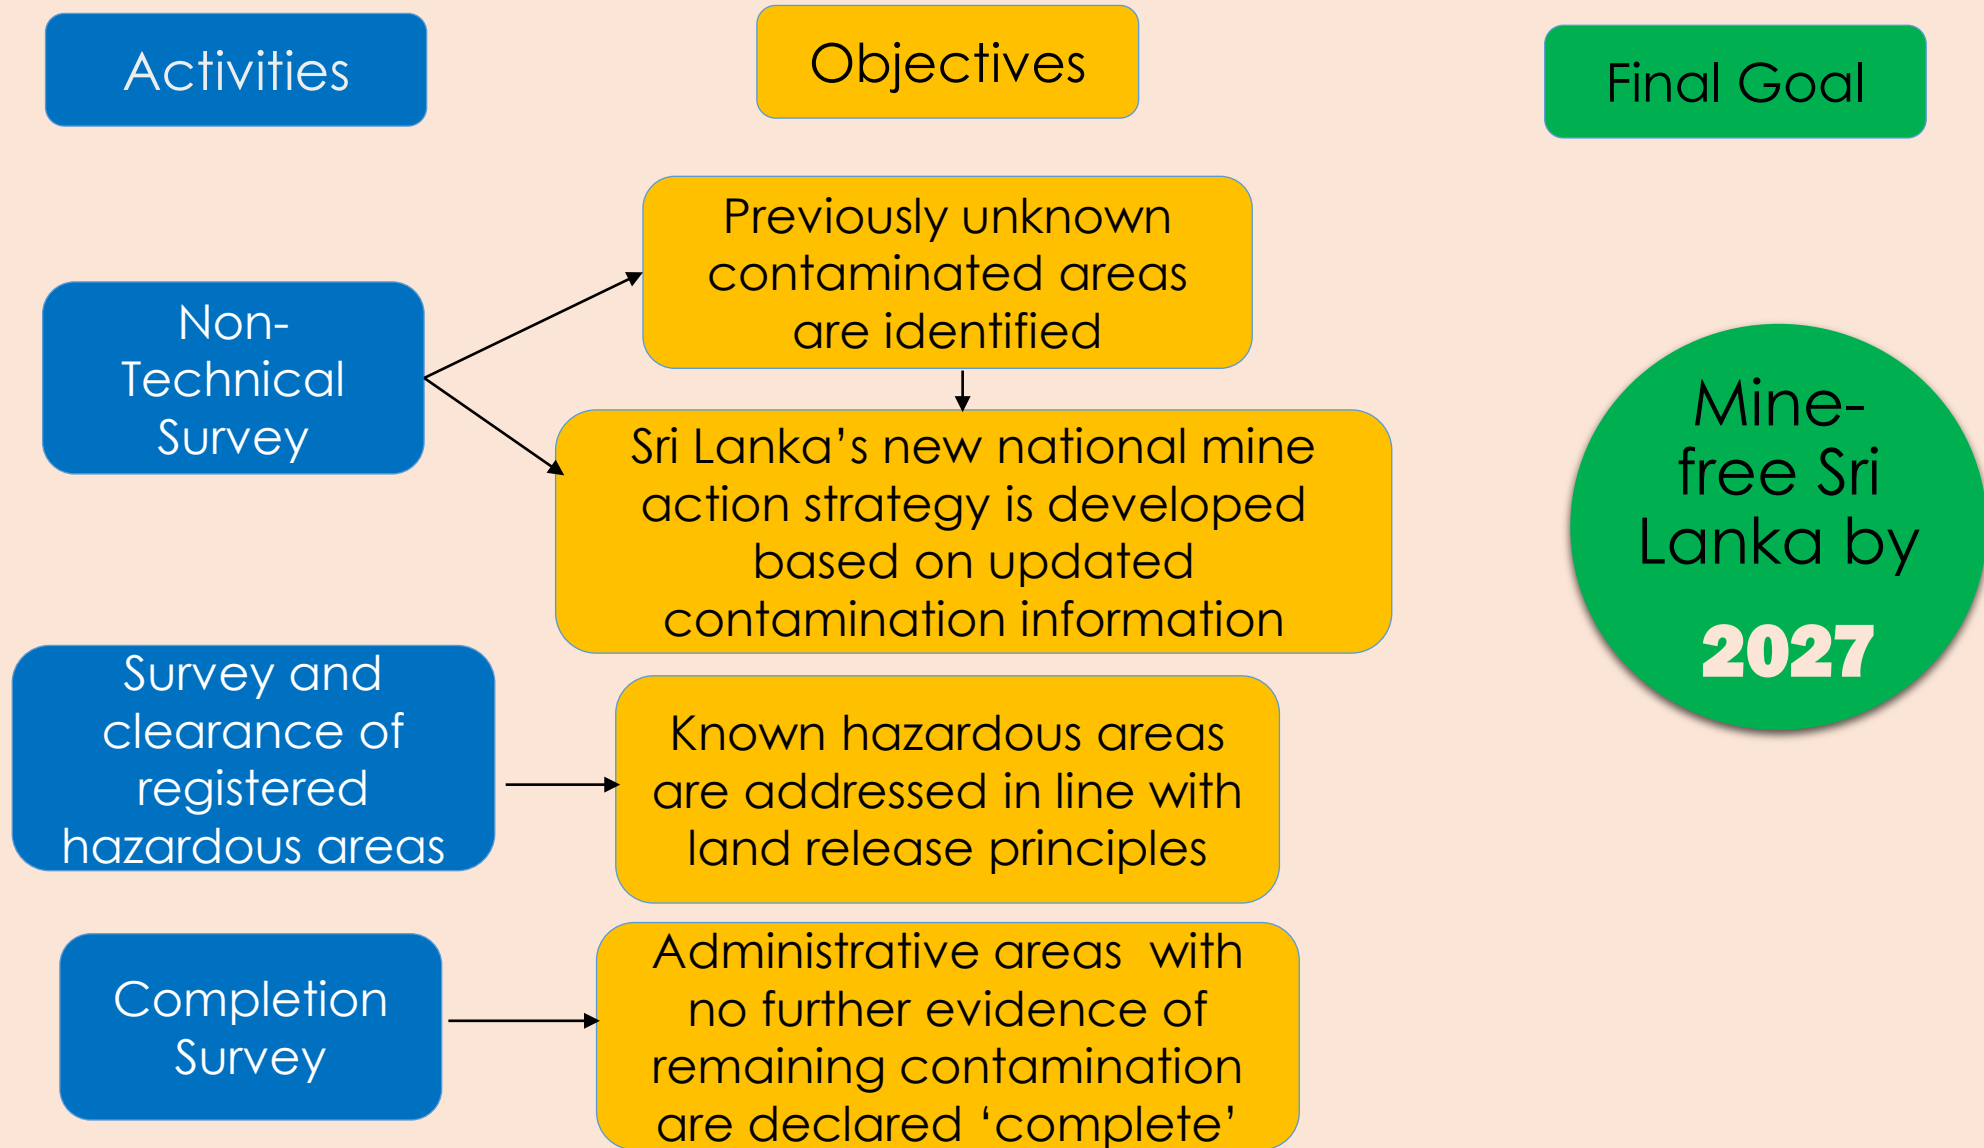 Activities
Objectives
Final Goal
Non-
Technical
Survey
Previously unknown
contaminated areas
are identified
Sri Lanka’s new national mine
action strategy is developed
based on updated
contamination information
Survey and
clearance of
registered
hazardous areas
Known hazardous areas
are addressed in line with
land release principles
Completion
Survey
Administrative areas  with
no further evidence of
remaining contamination
are declared ‘complete’
Mine-
free Sri
Lanka by
2027